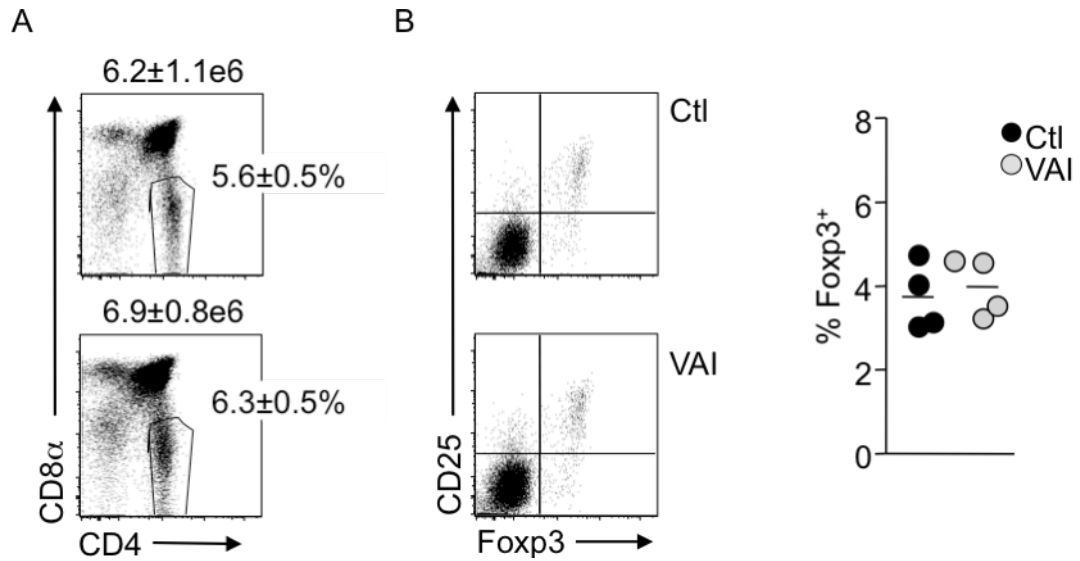 A
6.2±1.1e6
5.6±0.5%
6.9±0.8e6
6.3±0.5%
CD8α
CD4
B
Ctl
VAI
CD25
Foxp3
8
6
4
2
0
% Foxp3⁺
Ctl
VAI